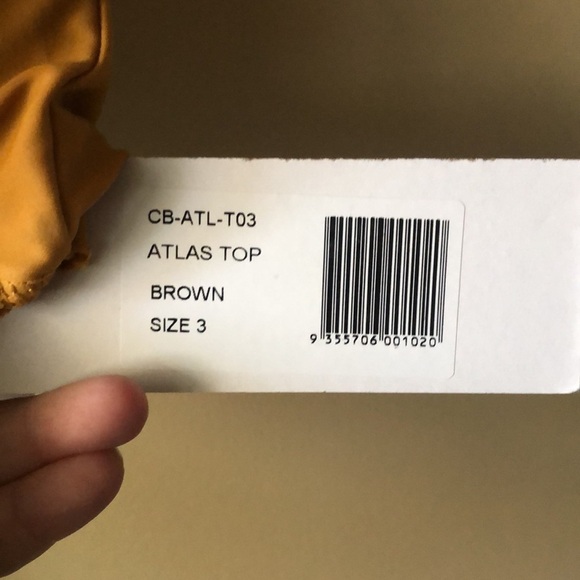 CB-ATL-T03
ATLAS TOP
BROWN
SIZE 3
9 355706 001020